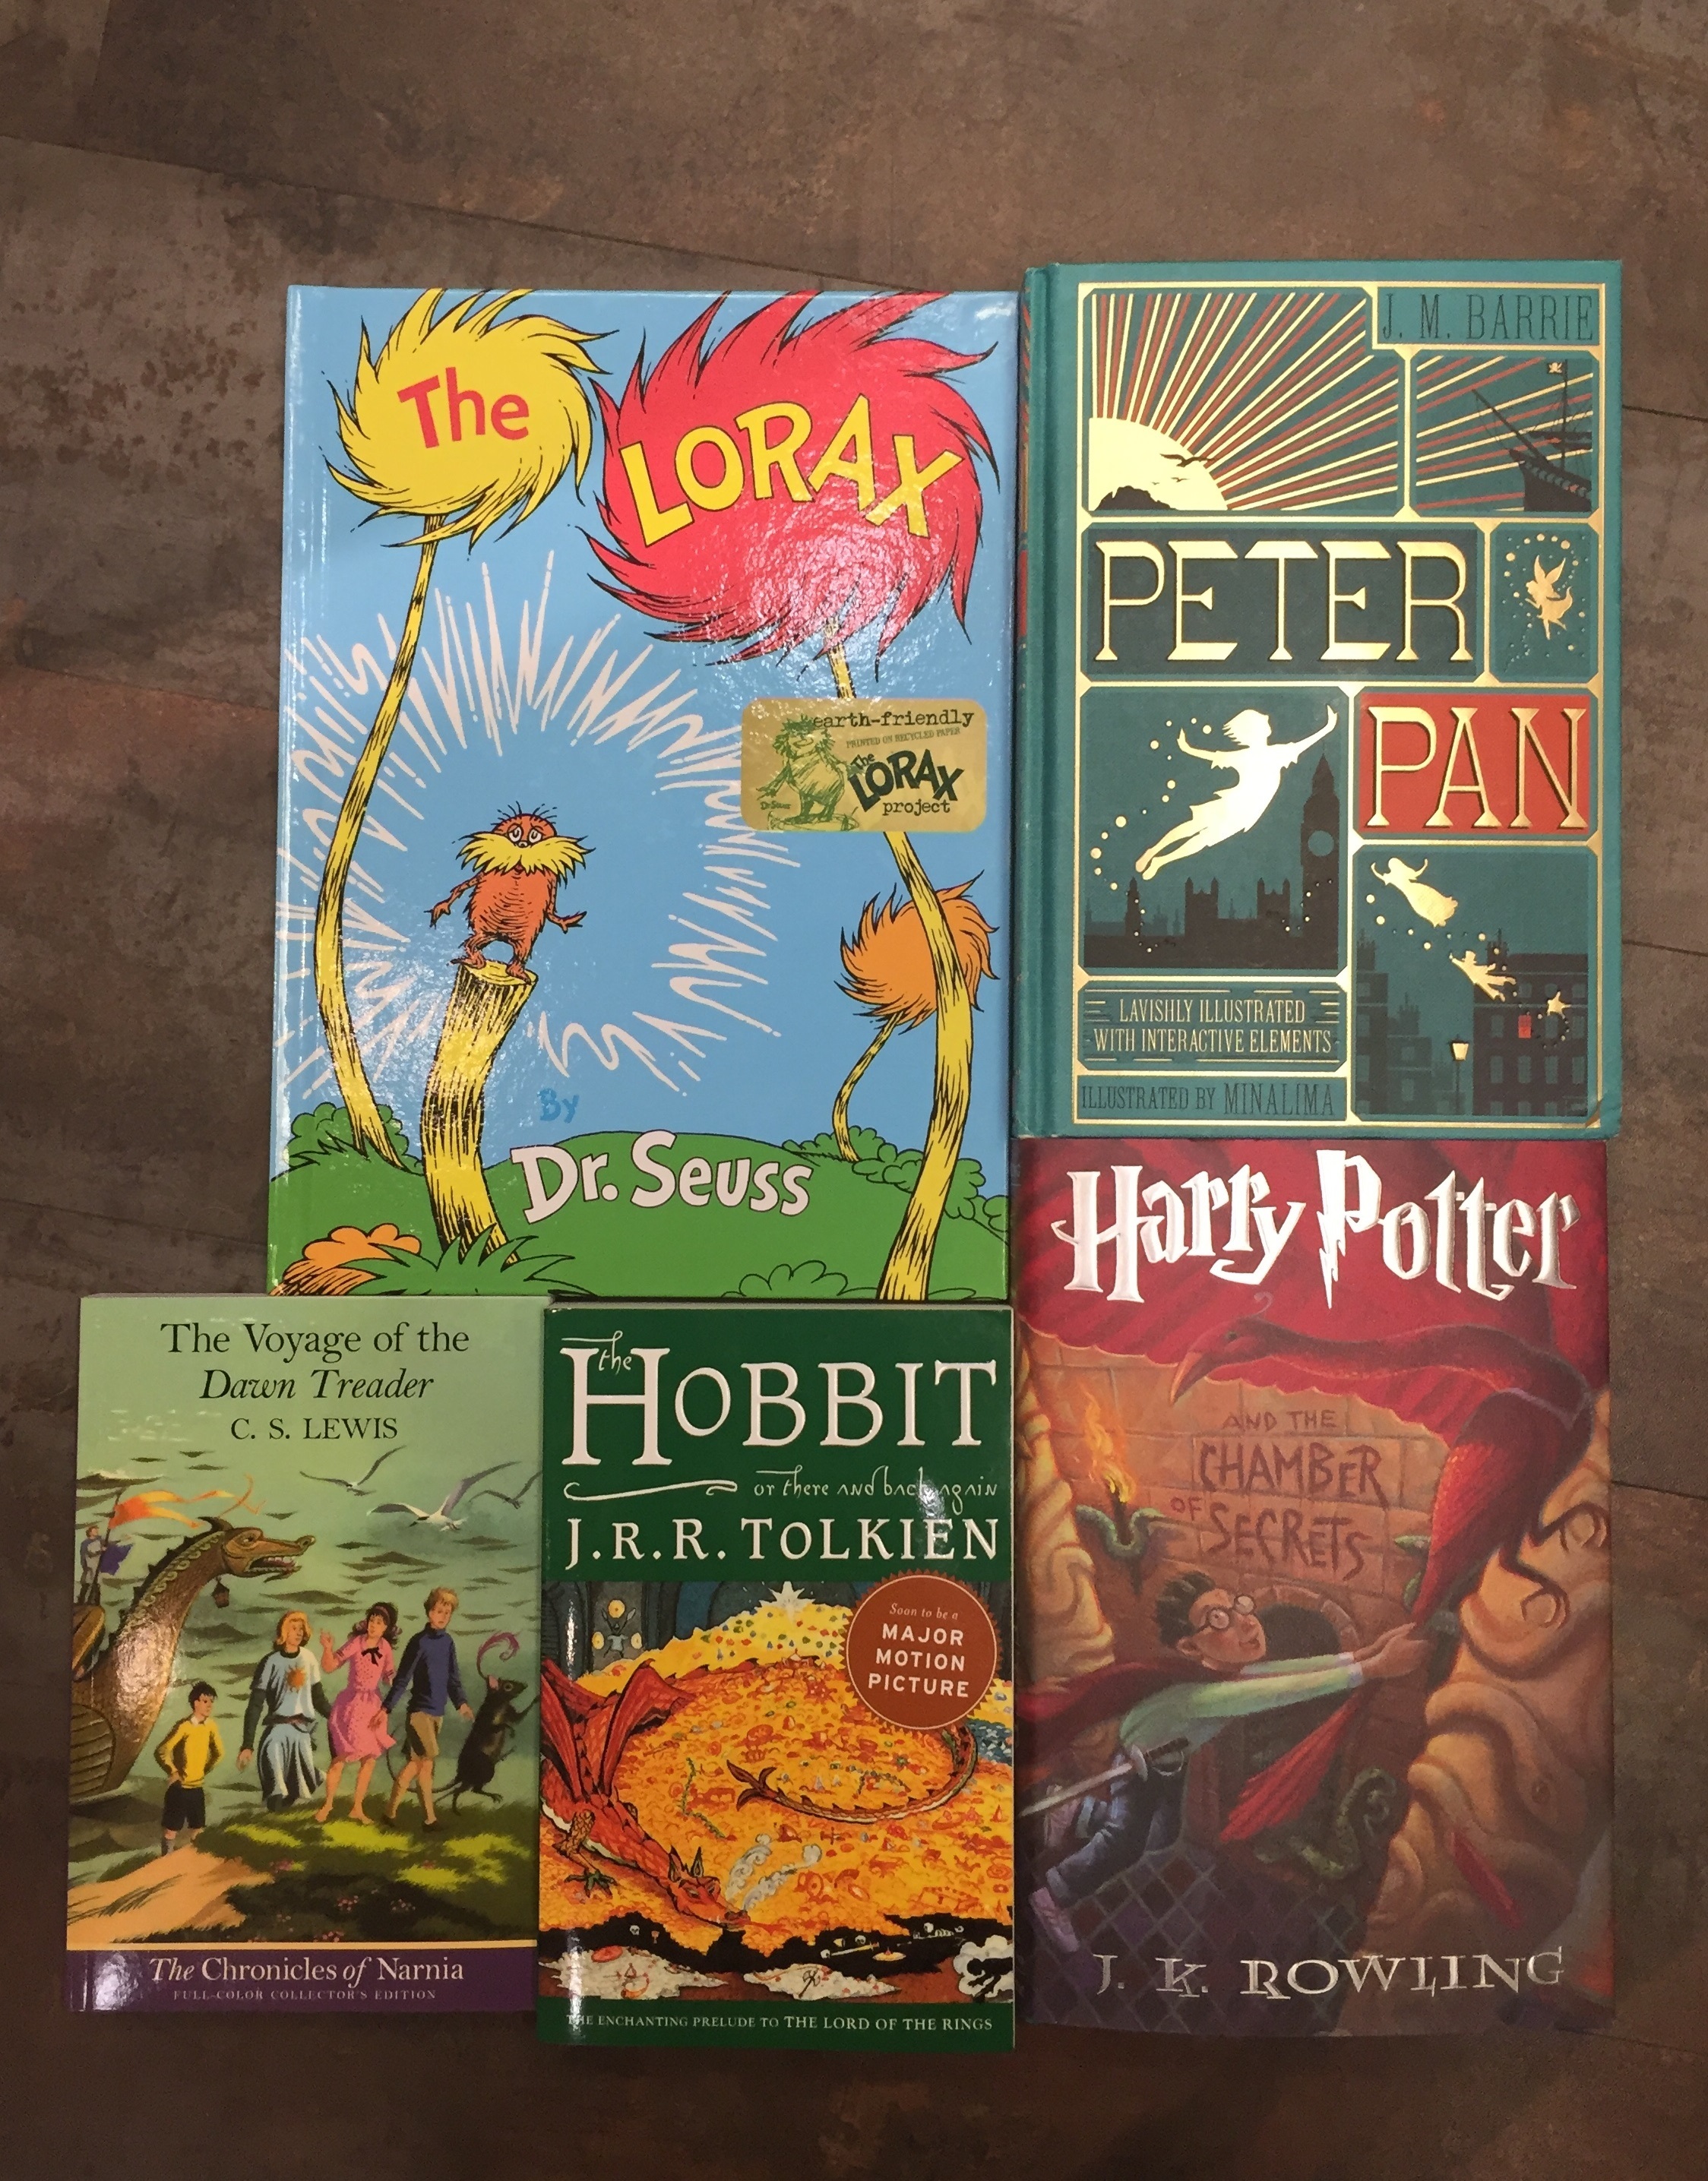 The
LORAX
earth-friendly
PRINTED ON RECYCLED PAPER
The
LORAX
project
Dr. Seuss
By
Dr. Seuss
J. M. BARRIE
PETER
PAN
LAVISHLY ILLUSTRATED
WITH INTERACTIVE ELEMENTS
ILLUSTRATED BY MINALIMA
The Voyage of the
Dawn Treader
C. S. LEWIS
The Chronicles of Narnia
FULL-COLOR COLLECTOR'S EDITION
the
HOBBIT
or there and back again
J.R.R. TOLKIEN
Soon to be a
MAJOR
MOTION
PICTURE
THE ENCHANTING PRELUDE TO THE LORD OF THE RINGS
Harry Potter
AND THE
CHAMBER
OF
SECRETS
J. K. ROWLING